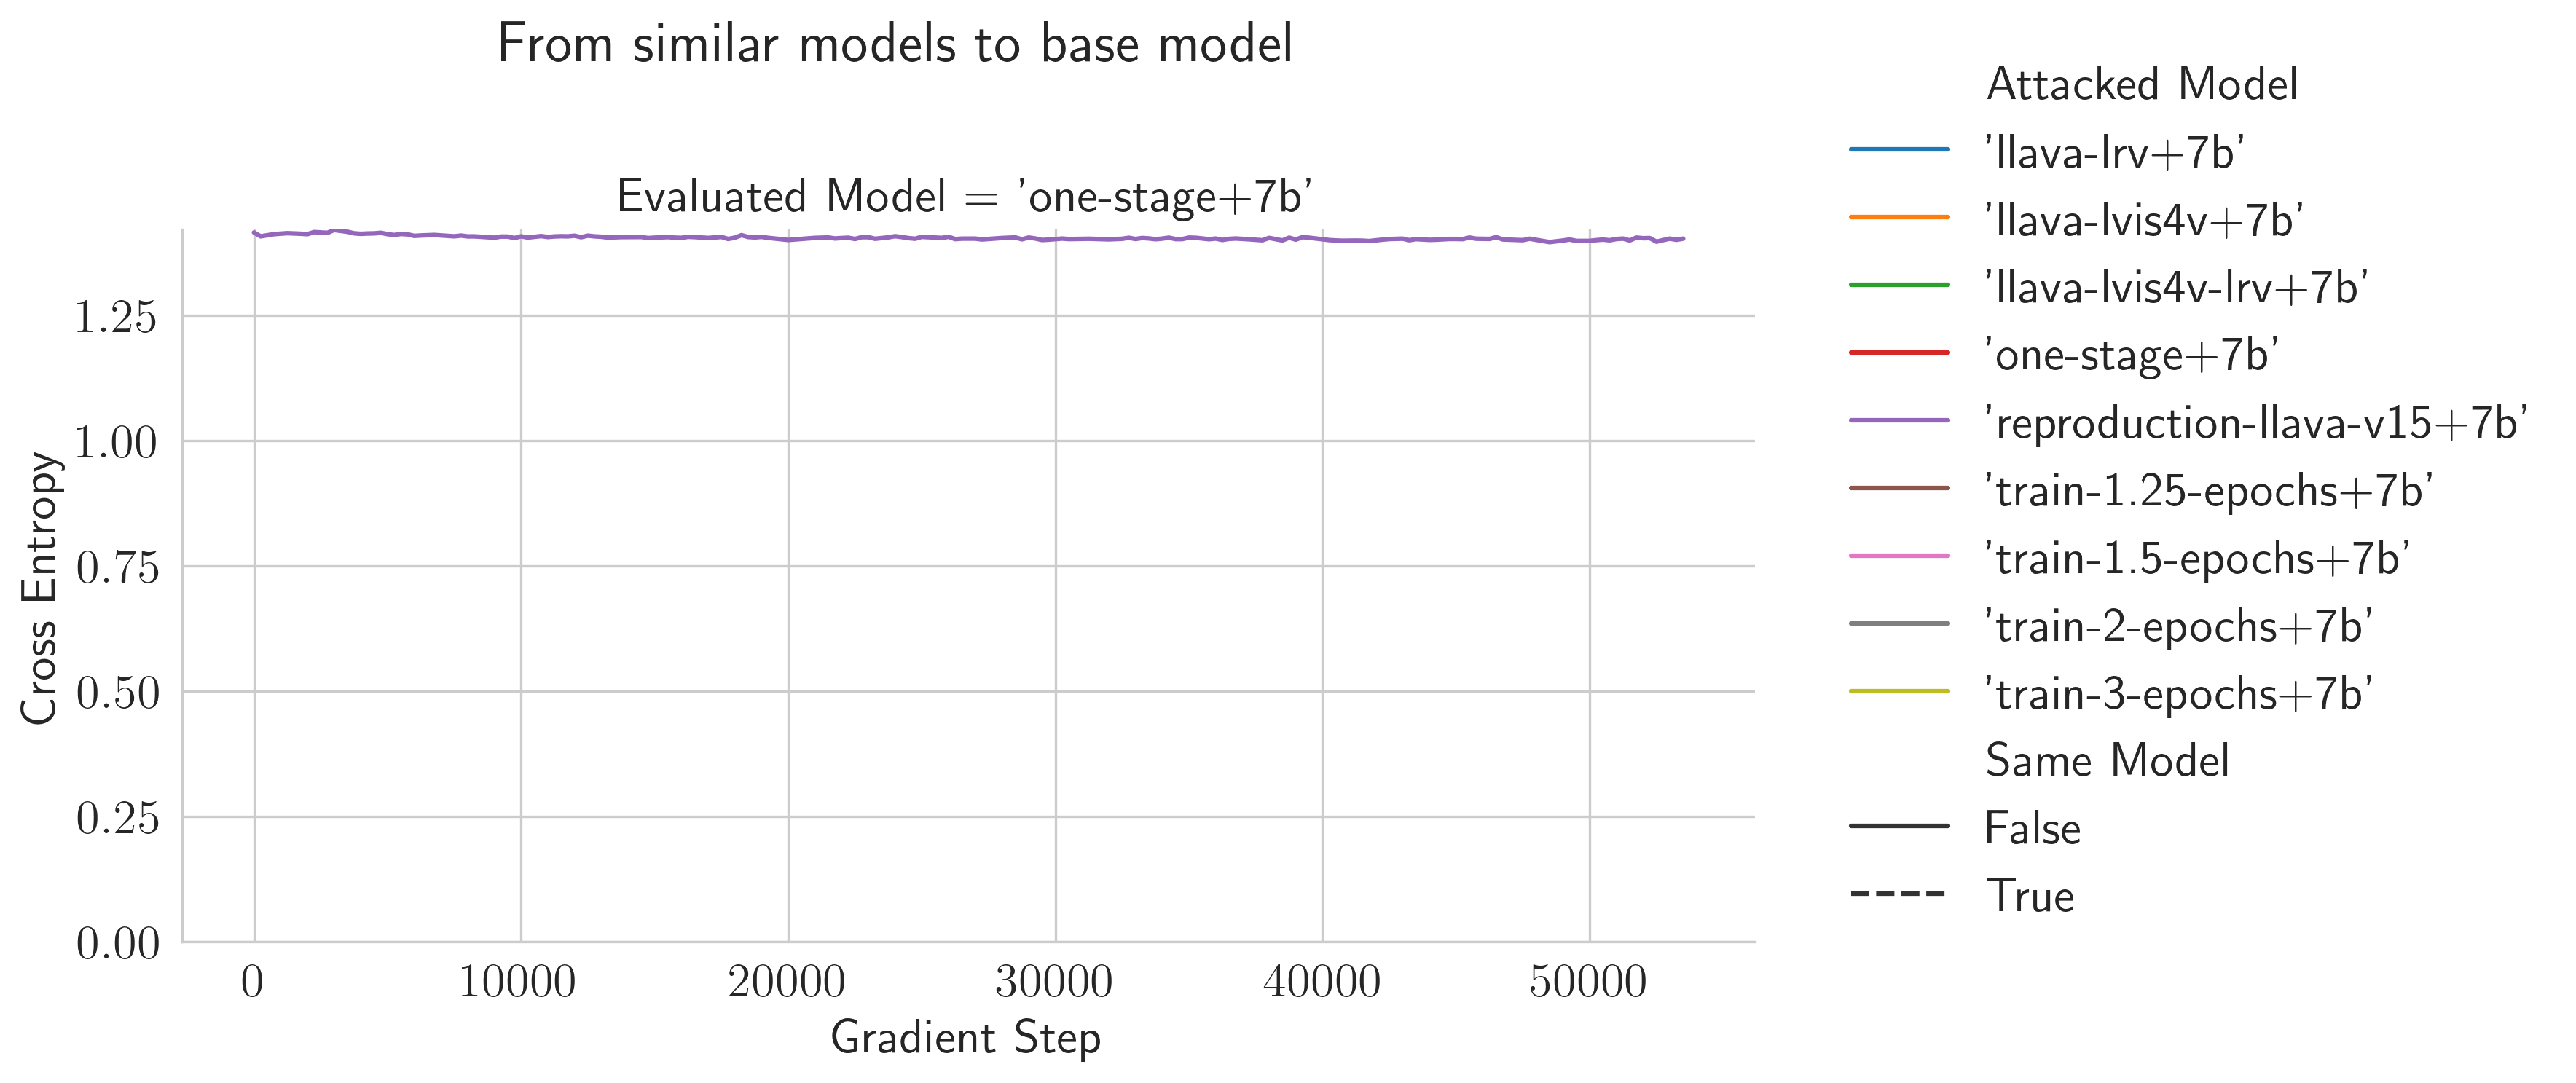 From similar models to base model
Evaluated Model = 'one-stage+7b'
1.25
1.00
0.75
0.50
0.25
0.00
Cross Entropy
0 10000 20000 30000 40000 50000
Gradient Step
Attacked Model
'llava-lrv+7b'
'llava-lvis4v+7b'
'llava-lvis4v-lrv+7b'
'one-stage+7b'
'reproduction-llava-v15+7b'
'train-1.25-epochs+7b'
'train-1.5-epochs+7b'
'train-2-epochs+7b'
'train-3-epochs+7b'
Same Model
False
True